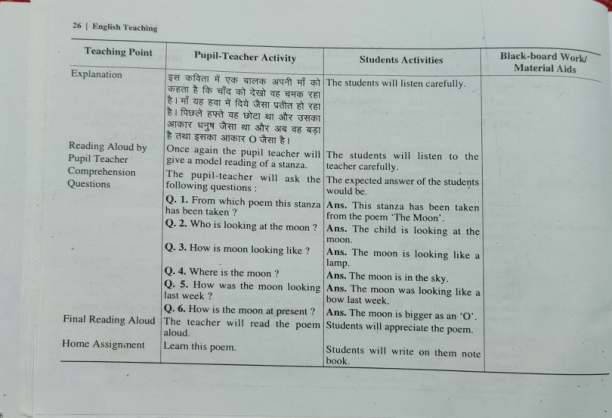 26 | English Teaching
Teaching Point
Pupil-Teacher Activity
Students Activities
Black-board Work/
Material Aids
Explanation
इस कविता में एक बालक अपनी माँ को
कहता है कि चाँद को देखो वह चमक रहा
है। माँ यह हवा में दिये जैसा प्रतीत हो रहा
है। पिछले हफ्ते वह छोटा था और उसका
आकार धनुष जैसा था और अब वह बड़ा
है तथा इसका आकार O जैसा है।
The students will listen carefully.
Reading Aloud by
Pupil Teacher
Once again the pupil teacher will
give a model reading of a stanza.
The students will listen to the
teacher carefully.
Comprehension
Questions
The pupil-teacher will ask the
following questions :
The expected answer of the students
would be.
Q. 1. From which poem this stanza
has been taken ?
Ans. This stanza has been taken
from the poem ‘The Moon’.
Q. 2. Who is looking at the moon ?
Ans. The child is looking at the
moon.
Q. 3. How is moon looking like ?
Ans. The moon is looking like a
lamp.
Q. 4. Where is the moon ?
Ans. The moon is in the sky.
Q. 5. How was the moon looking
last week ?
Ans. The moon was looking like a
bow last week.
Q. 6. How is the moon at present ?
Ans. The moon is bigger as an ‘O’.
Final Reading Aloud
The teacher will read the poem
aloud.
Students will appreciate the poem.
Home Assignment
Learn this poem.
Students will write on them note
book.